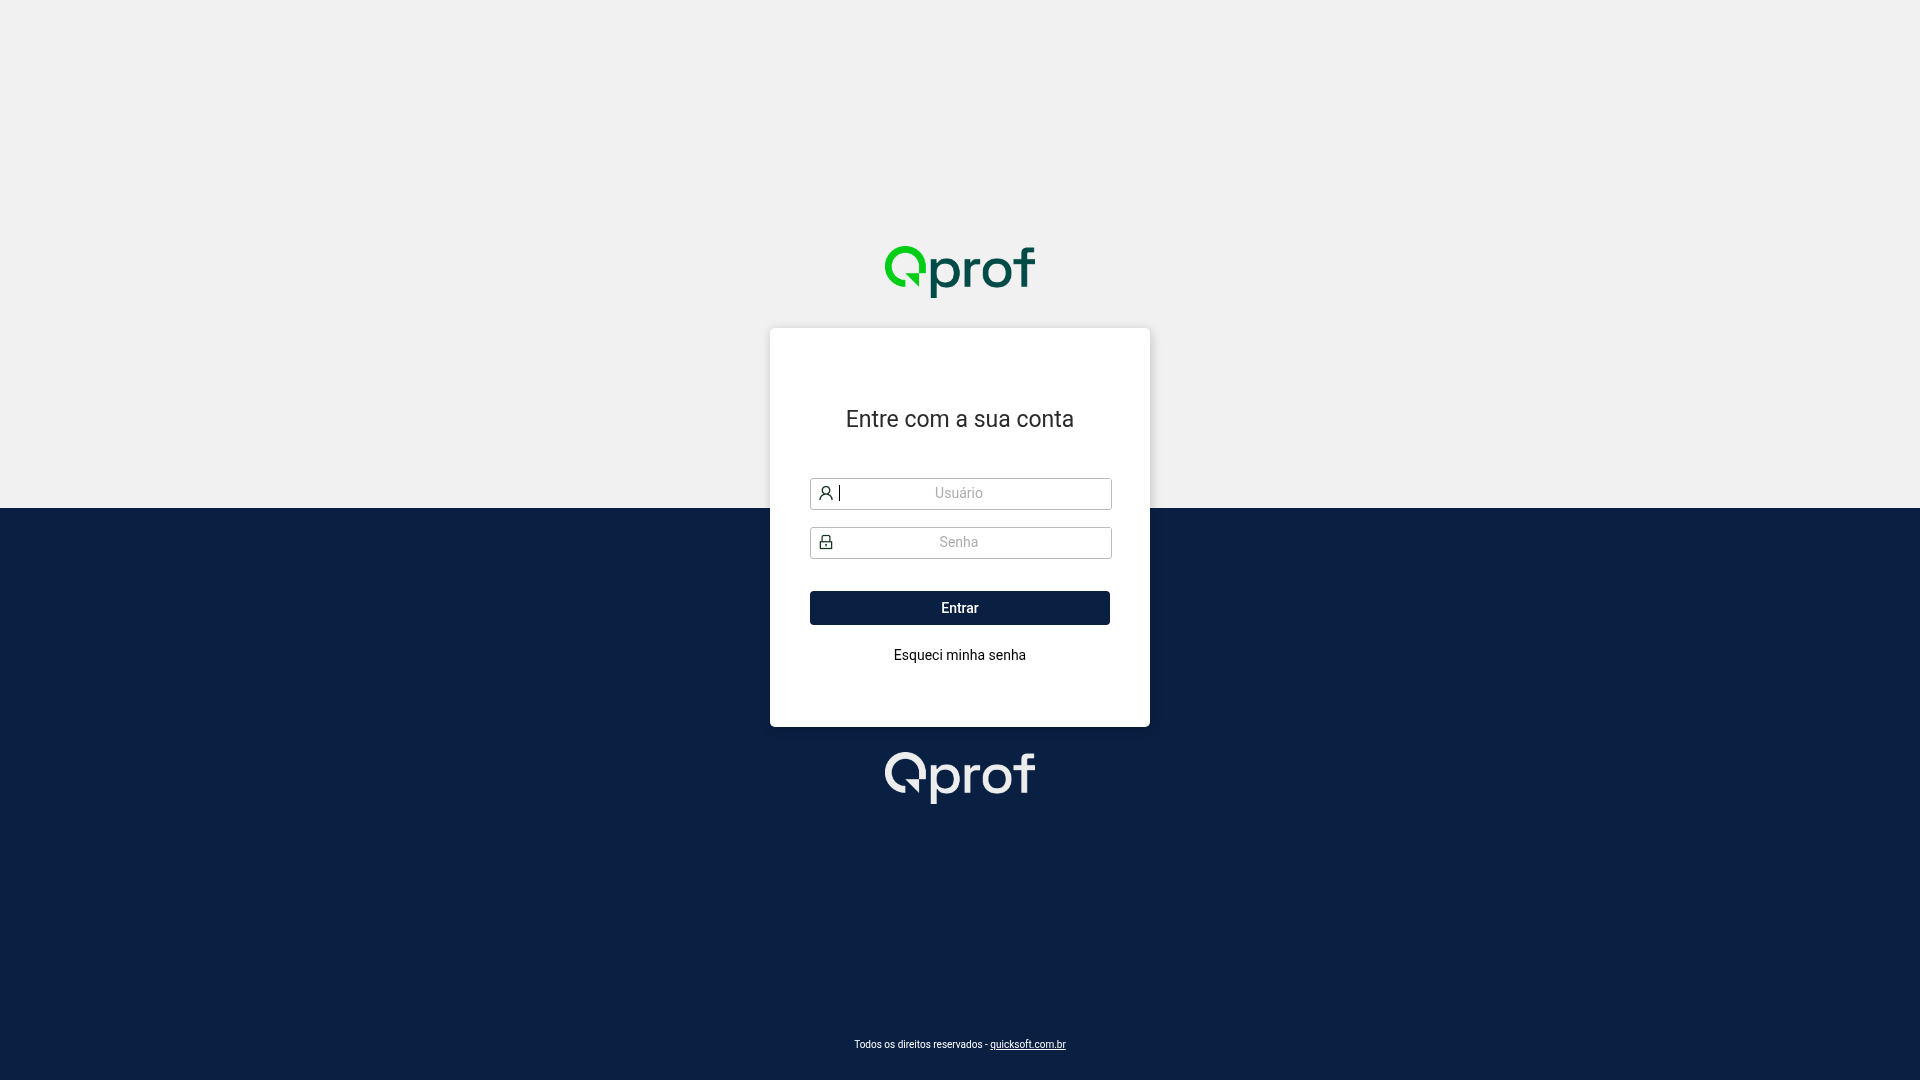 Qprof
Entre com a sua conta
Usuário
Senha
Entrar
Esqueci minha senha
Qprof
Todos os direitos reservados - quicksoft.com.br